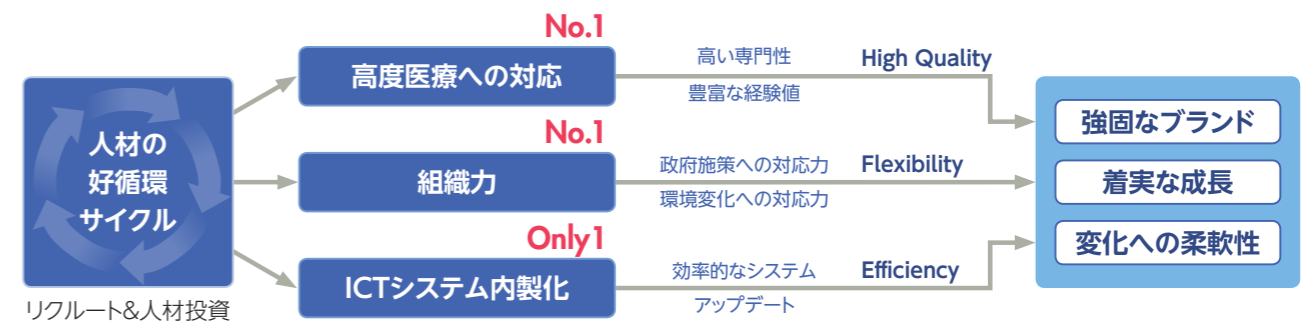 人材の
好循環
サイクル
リクルート&人材投資
No.1
高度医療への対応
高い専門性
豊富な経験値
High Quality
No.1
組織力
政府施策への対応力
環境変化への対応力
Flexibility
Only1
ICTシステム内製化
効率的なシステム
アップデート
Efficiency
強固なブランド
着実な成長
変化への柔軟性